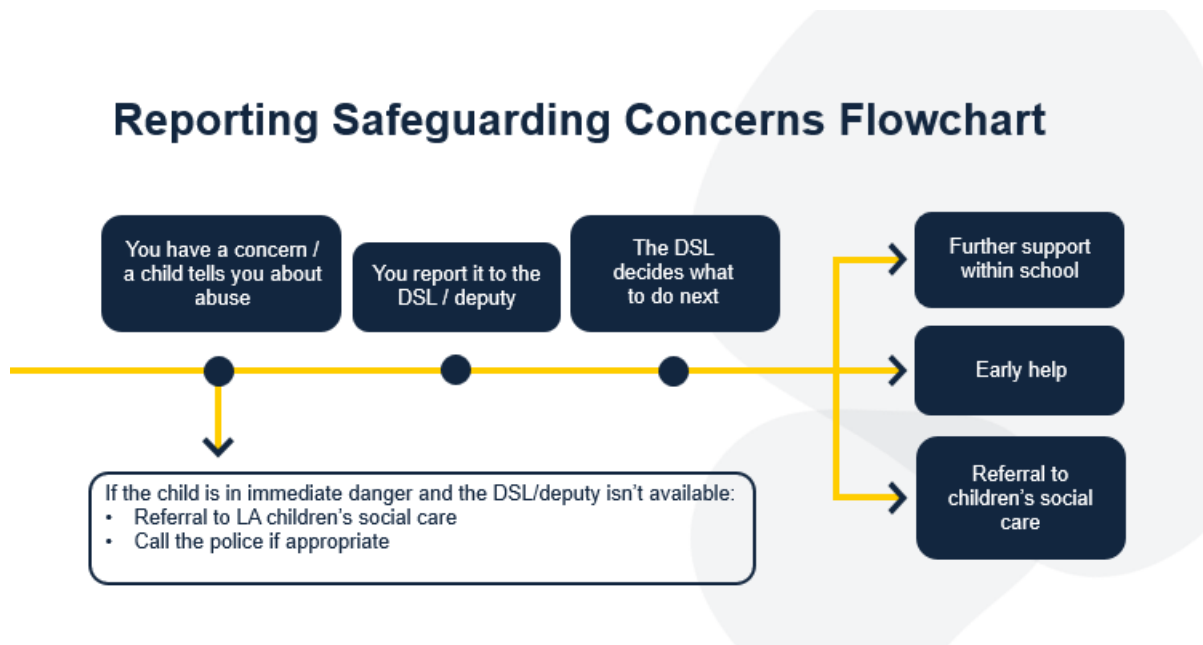 Reporting Safeguarding Concerns Flowchart
You have a concern /
a child tells you about
abuse
You report it to the
DSL / deputy
The DSL
decides what
to do next
Further support
within school
Early help
Referral to
children's social
care
If the child is in immediate danger and the DSL/deputy isn't available:
• Referral to LA children's social care
• Call the police if appropriate